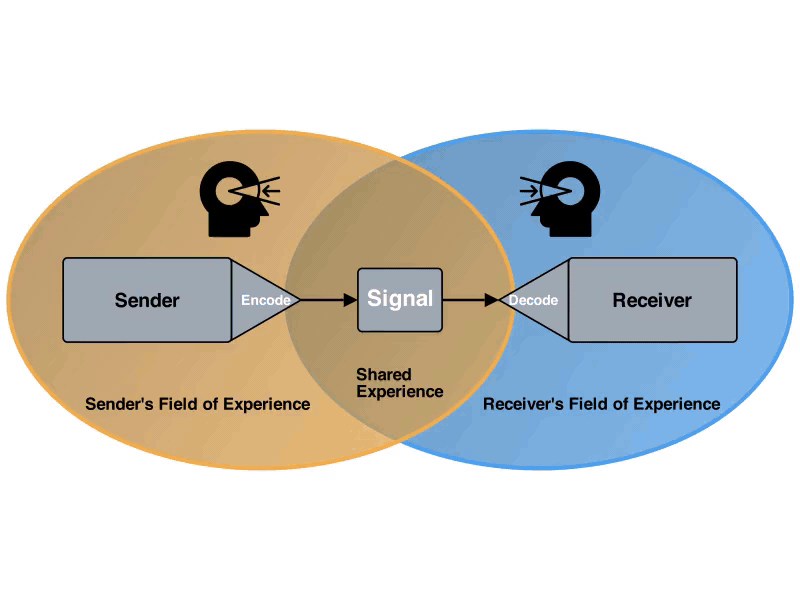 Sender
Encode
Signal
Decode
Receiver
Shared
Experience
Sender's Field of Experience
Receiver's Field of Experience